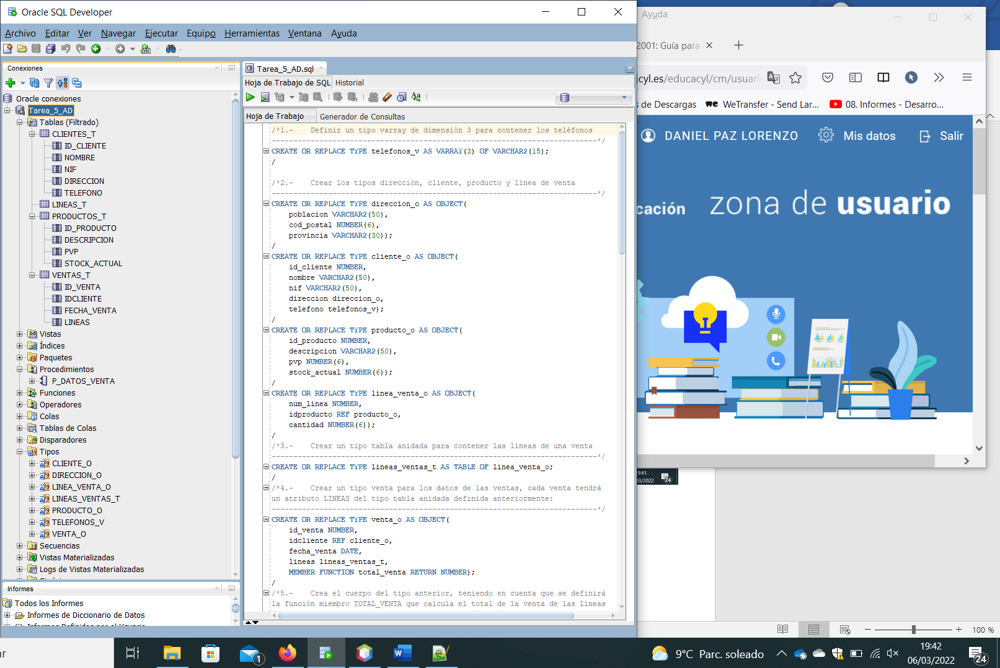 Oracle SQL Developer
Archivo Editar Ver Navegar Ejecutar Equipo Herramientas Ventana Ayuda
Conexiones
Oracle conexiones
Tarea_5_AD
Tablas (Filtrado)
CLIENTES_T
ID_CLIENTE
NOMBRE
NIF
DIRECCION
TELEFONO
LINEAS_T
PRODUCTOS_T
ID_PRODUCTO
DESCRIPCION
PVP
STOCK_ACTUAL
VENTAS_T
ID_VENTA
IDCLIENTE
FECHA_VENTA
LINEAS
Vistas
Índices
Paquetes
Procedimientos
P_DATOS_VENTA
Funciones
Operadores
Colas
Tablas de Colas
Disparadores
Tipos
CLIENTE_O
DIRECCION_O
LINEA_VENTA_O
LINEAS_VENTAS_T
PRODUCTO_O
TELEFONOS_V
VENTA_O
Secuencias
Vistas Materializadas
Logs de Vistas Materializadas
Informes
Todos los Informes
Informes de Diccionario de Datos
Tarea_5_AD.sql
Hoja de Trabajo de SQL Historial
Hoja de Trabajo Generador de Consultas
/*1.- Definir un tipo varray de dimensión 3 para contener los teléfonos
---------------------------------------------------------------------------*/
CREATE OR REPLACE TYPE telefonos_v AS VARRAY(3) OF VARCHAR2(15);
/
/*2.- Crear los tipos dirección, cliente, producto y línea de venta
---------------------------------------------------------------------------*/
CREATE OR REPLACE TYPE direccion_o AS OBJECT(
poblacion VARCHAR2(50),
cod_postal NUMBER(6),
provincia VARCHAR2(30));
/
CREATE OR REPLACE TYPE cliente_o AS OBJECT(
id_cliente NUMBER,
nombre VARCHAR2(50),
nif VARCHAR2(50),
direccion direccion_o,
telefono telefonos_v);
/
CREATE OR REPLACE TYPE producto_o AS OBJECT(
id_producto NUMBER,
descripcion VARCHAR2(50),
pvp NUMBER(6),
stock_actual NUMBER(6));
/
CREATE OR REPLACE TYPE linea_venta_o AS OBJECT(
num_linea NUMBER,
idproducto REF producto_o,
cantidad NUMBER(6));
/
/*3.- Crear un tipo tabla anidada para contener las líneas de una venta
---------------------------------------------------------------------------*/
CREATE OR REPLACE TYPE lineas_ventas_t AS TABLE OF linea_venta_o;
/
/*4.- Crear un tipo venta para los datos de las ventas, cada venta tendrá
un atributo LINEAS del tipo tabla anidada definida anteriormente:
---------------------------------------------------------------------------*/
CREATE OR REPLACE TYPE venta_o AS OBJECT(
id_venta NUMBER,
idcliente REF cliente_o,
fecha_venta DATE,
lineas lineas_ventas_t,
MEMBER FUNCTION total_venta RETURN NUMBER);
/
/*5.- Crea el cuerpo del tipo anterior, teniendo en cuenta que se definirá
la función miembro TOTAL_VENTA que calcula el total de la venta de las líneas
Ayuda
2001: Guía para
jcyl.es/educacyl/cm/usuari
s de Descargas WeTransfer - Send Lar... 08. Informes - Desarro...
DANIEL PAZ LORENZO Mis datos Salir
cación zona de usuario
9:41
03/2022 24
100 %
ar
1
9°C Parc. soleado
19:42
06/03/2022
24